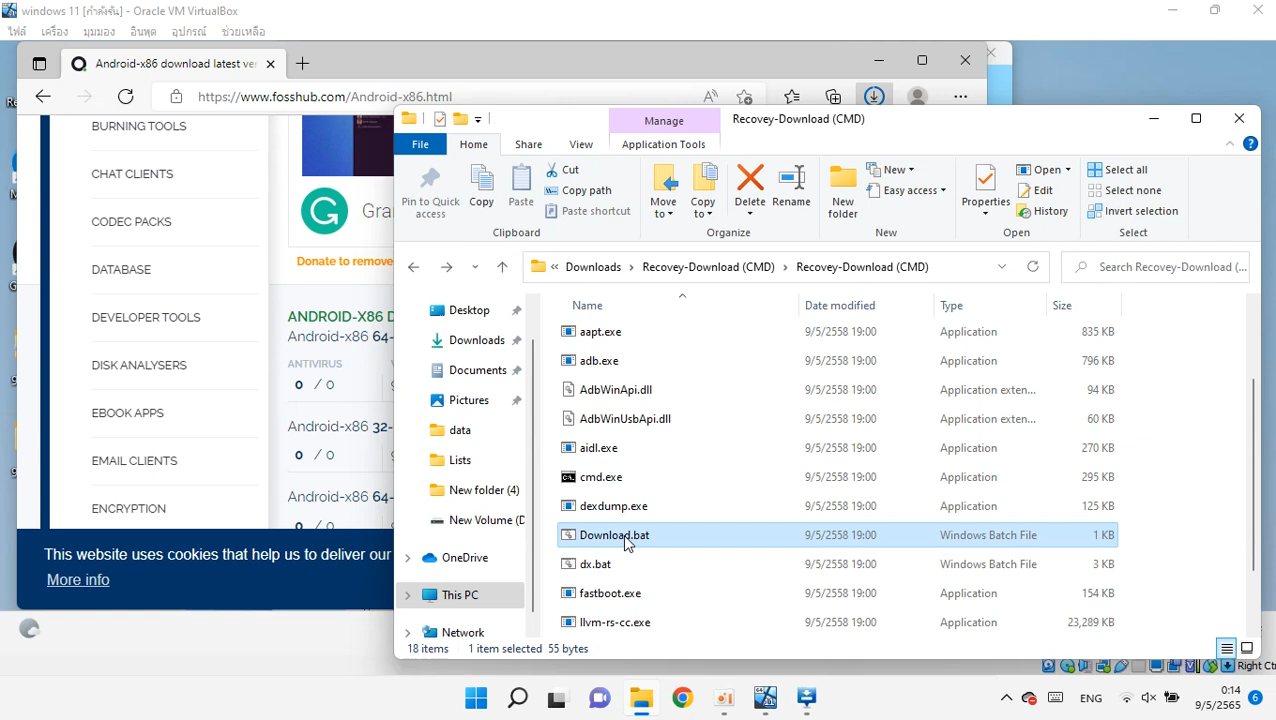 windows 11 [กำลังรัน] - Oracle VM VirtualBox
ไฟล์ เครื่อง มุมมอง อินพุต อุปกรณ์ ช่วยเหลือ
Android-x86 download latest ver
https://www.fosshub.com/Android-x86.html
BURNING TOOLS
CHAT CLIENTS
CODEC PACKS
DATABASE
DEVELOPER TOOLS
DISK ANALYSERS
EBOOK APPS
EMAIL CLIENTS
ENCRYPTION
Gra
Donate to remove
ANDROID-X86 D
Android-x86 64-
ANTIVIRUS
0 / 0
Android-x86 32-
0 / 0
Android-x86 64-
0 / 0
This website uses cookies that help us to deliver our
More info
Manage
Recovey-Download (CMD)
File Home Share View Application Tools
Pin to Quick access
Copy
Paste
Cut
Copy path
Paste shortcut
Clipboard
Move to
Copy to
Delete
Rename
Organize
New folder
New
Easy access
New
Properties
Open
Edit
History
Open
Select all
Select none
Invert selection
Select
« Downloads › Recovey-Download (CMD) › Recovey-Download (CMD)
Search Recovey-Download (...
Desktop
Downloads
Documents
Pictures
data
Lists
New folder (4)
New Volume (D
OneDrive
This PC
Network
Name Date modified Type Size
aapt.exe 9/5/2558 19:00 Application 835 KB
adb.exe 9/5/2558 19:00 Application 796 KB
AdbWinApi.dll 9/5/2558 19:00 Application exten... 94 KB
AdbWinUsbApi.dll 9/5/2558 19:00 Application exten... 60 KB
aidl.exe 9/5/2558 19:00 Application 270 KB
cmd.exe 9/5/2558 19:00 Application 295 KB
dexdump.exe 9/5/2558 19:00 Application 125 KB
Download.bat 9/5/2558 19:00 Windows Batch File 1 KB
dx.bat 9/5/2558 19:00 Windows Batch File 3 KB
fastboot.exe 9/5/2558 19:00 Application 154 KB
llvm-rs-cc.exe 9/5/2558 19:00 Application 23,289 KB
18 items 1 item selected 55 bytes
Right Ctr
ENG
0:14
9/5/2565
6